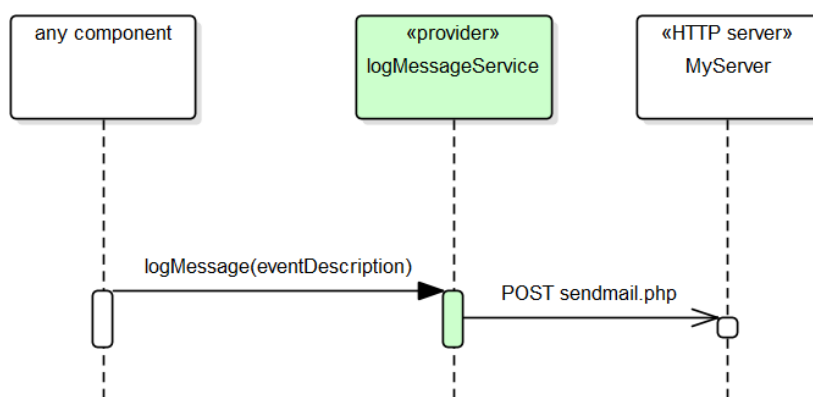 any component
«provider»
logMessageService
«HTTP server»
MyServer
logMessage(eventDescription)
POST sendmail.php